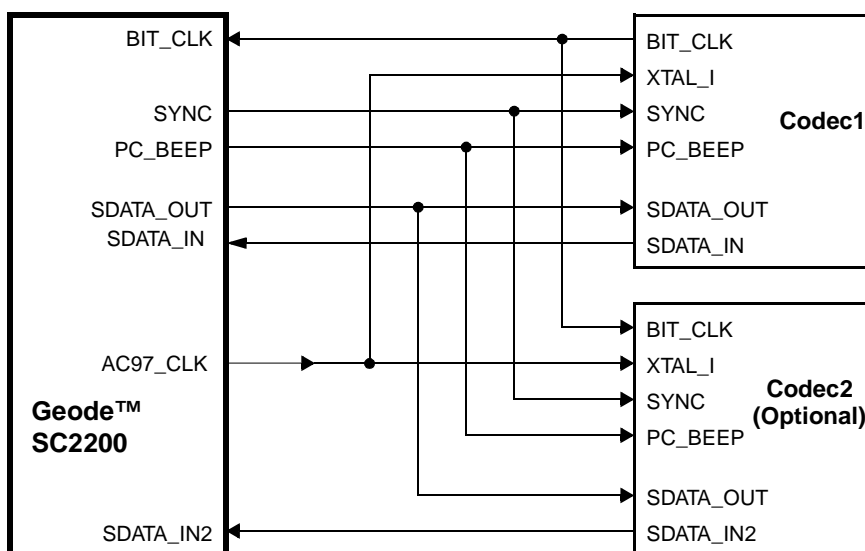 BIT_CLK
SYNC
PC_BEEP
SDATA_OUT
SDATA_IN
AC97_CLK
Geode™
SC2200
SDATA_IN2
BIT_CLK
XTAL_I
SYNC
PC_BEEP
SDATA_OUT
SDATA_IN
Codec1
BIT_CLK
XTAL_I
SYNC
PC_BEEP
SDATA_OUT
SDATA_IN2
Codec2
(Optional)